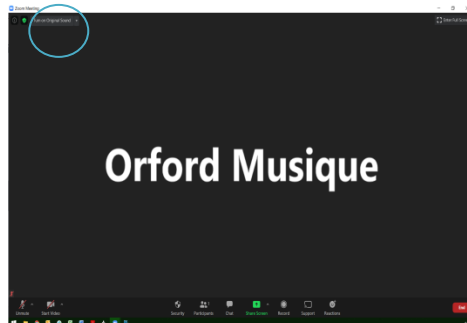 Zoom Meeting
Turn on Original Sound
Enter Full Screen
Orford Musique
Unmute
Start Video
Security
Participants
Chat
Share Screen
Record
Support
Reactions
End